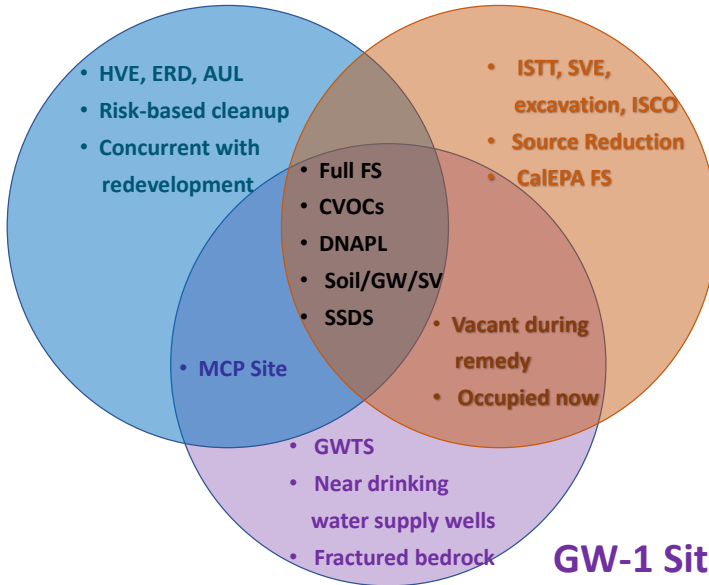 • HVE, ERD, AUL
• Risk-based cleanup
• Concurrent with
redevelopment
• ISTT, SVE,
excavation, ISCO
• Source Reduction
• CalEPA FS
• Full FS
• CVOCs
• DNAPL
• Soil/GW/SV
• SSDS
• MCP Site
• Vacant during
remedy
• Occupied now
• GWTS
• Near drinking
water supply wells
• Fractured bedrock
GW-1 Sit